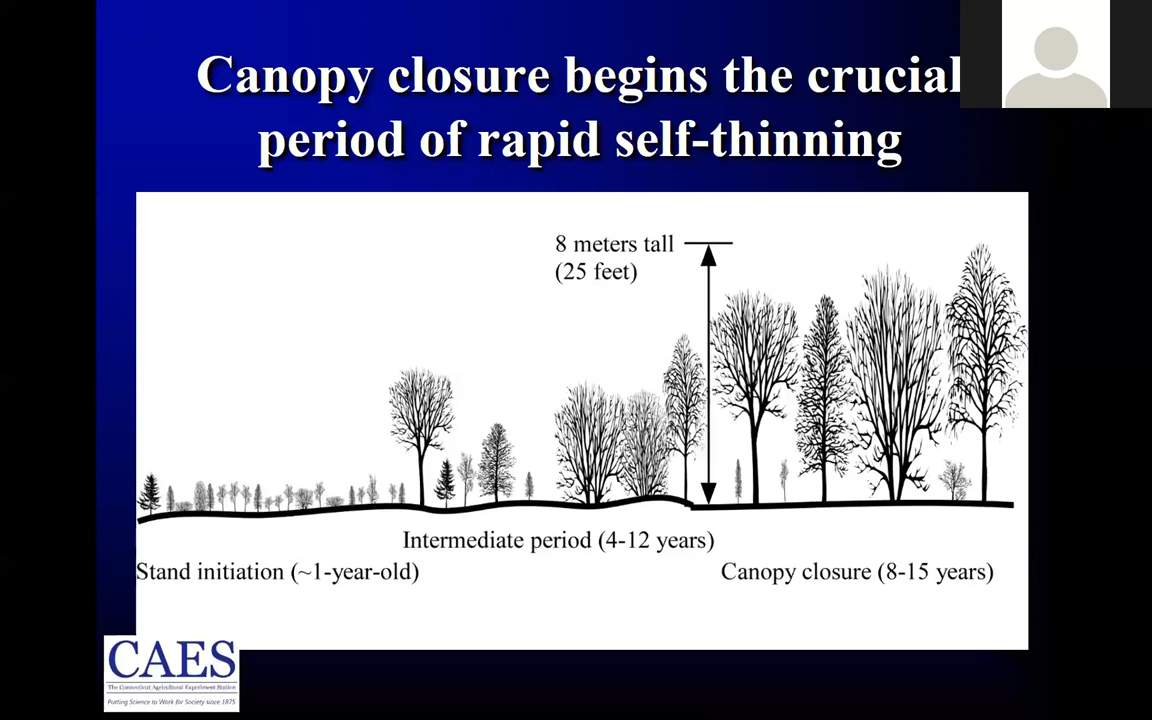 Canopy closure begins the crucial
period of rapid self-thinning
8 meters tall
(25 feet)
Intermediate period (4-12 years)
Stand initiation (~1-year-old)
Canopy closure (8-15 years)
CAES
The Connecticut Agricultural Experiment Station
Putting Science to Work for Society since 1875